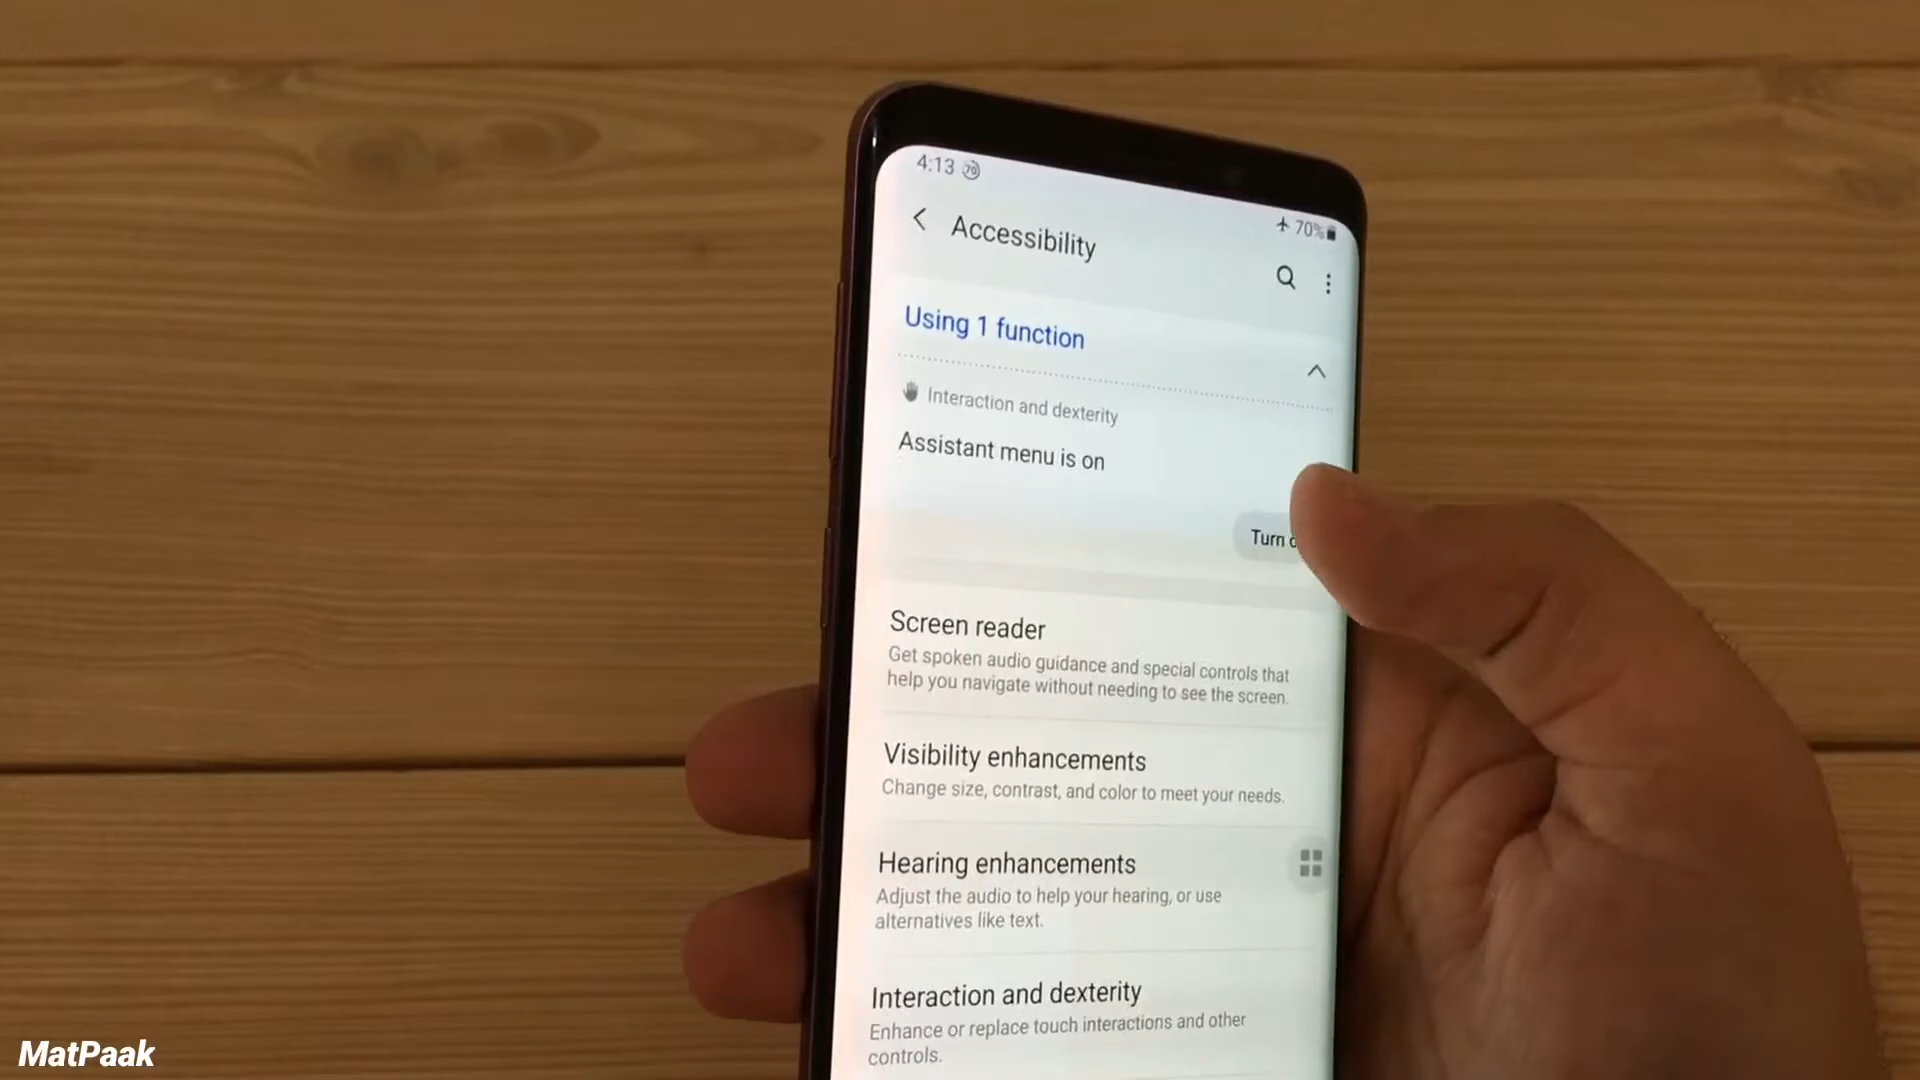 4:13 70
70%
Accessibility
Using 1 function
Interaction and dexterity
Assistant menu is on
Turn
Screen reader
Get spoken audio guidance and special controls that
help you navigate without needing to see the screen.
Visibility enhancements
Change size, contrast, and color to meet your needs.
Hearing enhancements
Adjust the audio to help your hearing, or use
alternatives like text.
Interaction and dexterity
Enhance or replace touch interactions and other
controls.
MatPaak